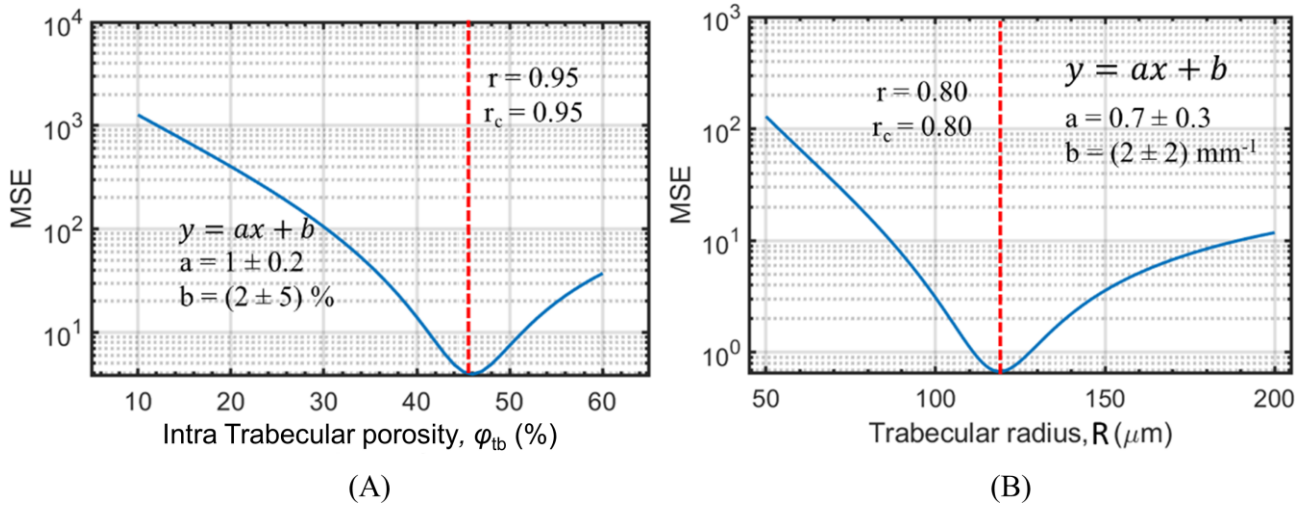 10⁴
10³
10²
10¹
MSE
r = 0.95
r_c = 0.95
y = ax + b
a = 1 ± 0.2
b = (2 ± 5) %
10 20 30 40 50 60
Intra Trabecular porosity, φ_tb (%)
(A)
10³
10²
10¹
10⁰
MSE
r = 0.80
r_c = 0.80
y = ax + b
a = 0.7 ± 0.3
b = (2 ± 2) mm⁻¹
50 100 150 200
Trabecular radius, R (μm)
(B)